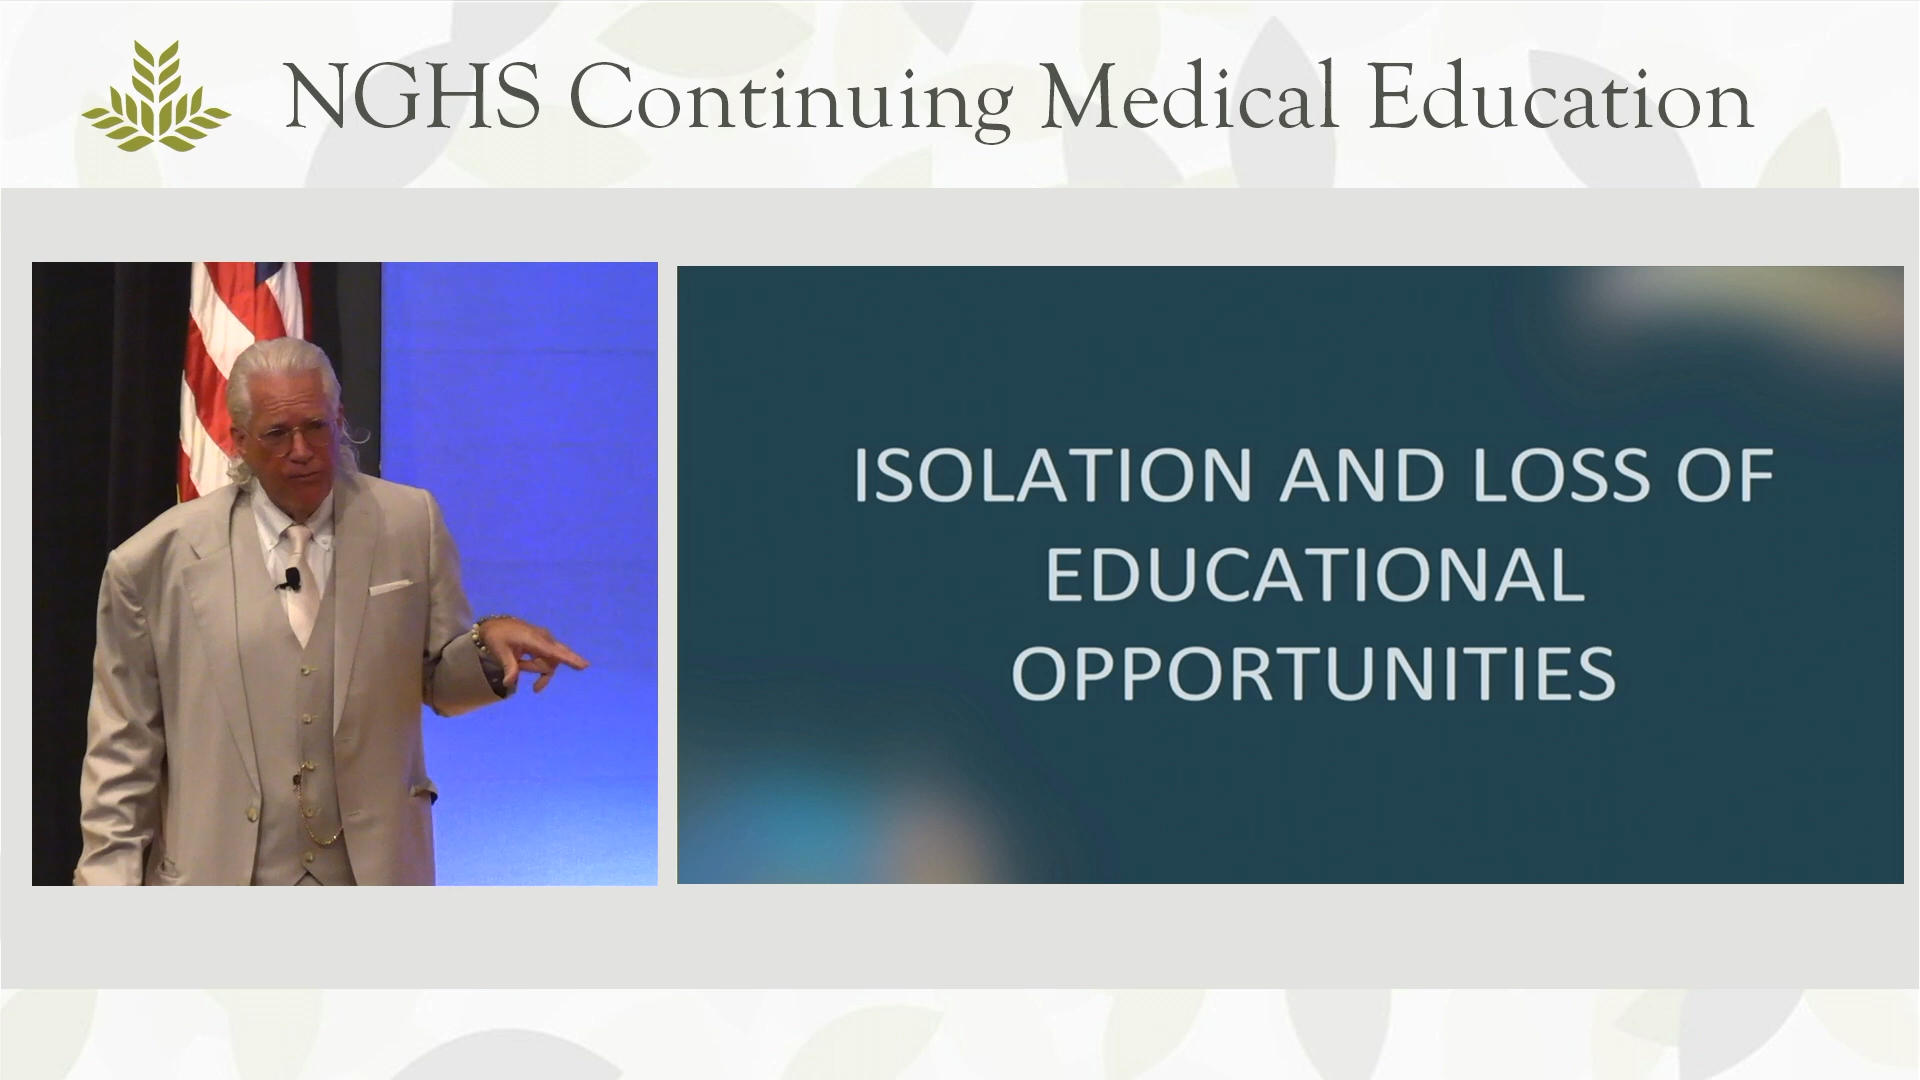 NGHS Continuing Medical Education
ISOLATION AND LOSS OF
EDUCATIONAL
OPPORTUNITIES